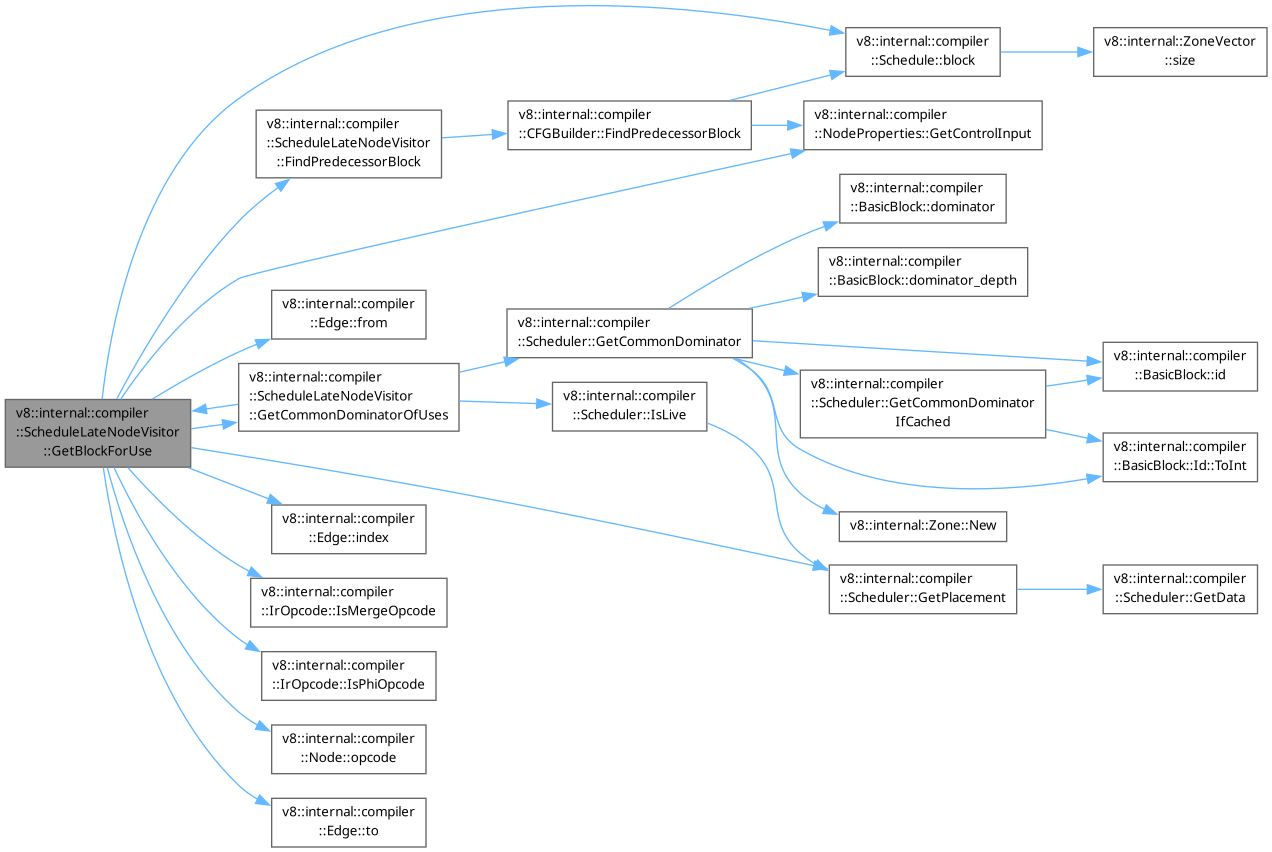 v8::internal::compiler
::ScheduleLateNodeVisitor
::GetBlockForUse
v8::internal::compiler
::ScheduleLateNodeVisitor
::FindPredecessorBlock
v8::internal::compiler
::CFGBuilder::FindPredecessorBlock
v8::internal::compiler
::Schedule::block
v8::internal::ZoneVector
::size
v8::internal::compiler
::NodeProperties::GetControlInput
v8::internal::compiler
::Edge::from
v8::internal::compiler
::ScheduleLateNodeVisitor
::GetCommonDominatorOfUses
v8::internal::compiler
::Scheduler::GetCommonDominator
v8::internal::compiler
::BasicBlock::dominator
v8::internal::compiler
::BasicBlock::dominator_depth
v8::internal::compiler
::BasicBlock::id
v8::internal::compiler
::Scheduler::GetCommonDominator
IfCached
v8::internal::compiler
::BasicBlock::Id::ToInt
v8::internal::Zone::New
v8::internal::compiler
::Scheduler::IsLive
v8::internal::compiler
::Scheduler::GetPlacement
v8::internal::compiler
::Scheduler::GetData
v8::internal::compiler
::Edge::index
v8::internal::compiler
::IrOpcode::IsMergeOpcode
v8::internal::compiler
::IrOpcode::IsPhiOpcode
v8::internal::compiler
::Node::opcode
v8::internal::compiler
::Edge::to